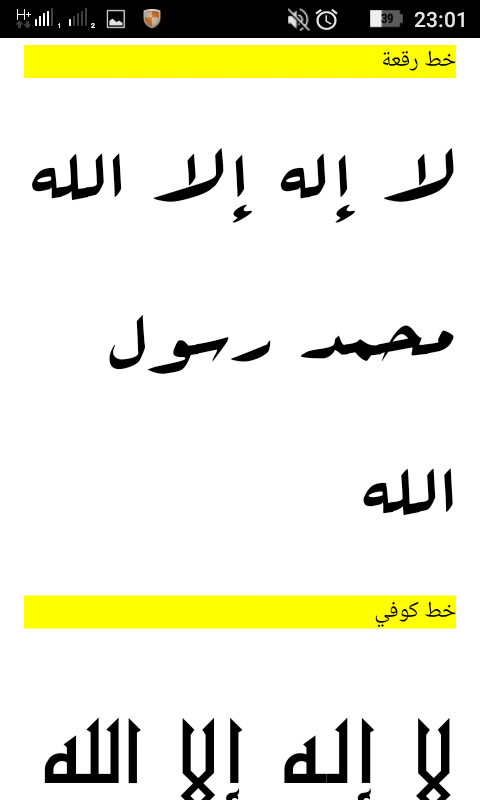 H+ 1 2 39 23:01
خط رقعة
لا إله إلا الله
محمد رسول
الله
خط كوفي
لا إله إلا الله